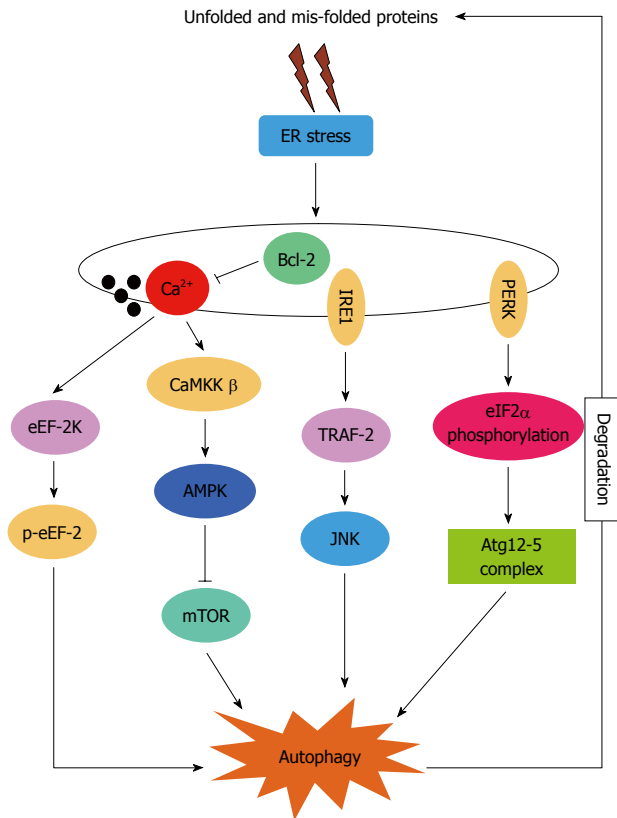 Unfolded and mis-folded proteins
ER stress
Bcl-2
Ca²⁺
IRE1
PERK
CaMKK β
eEF-2K
TRAF-2
eIF2α
phosphorylation
Degradation
AMPK
p-eEF-2
JNK
Atg12-5
complex
mTOR
Autophagy